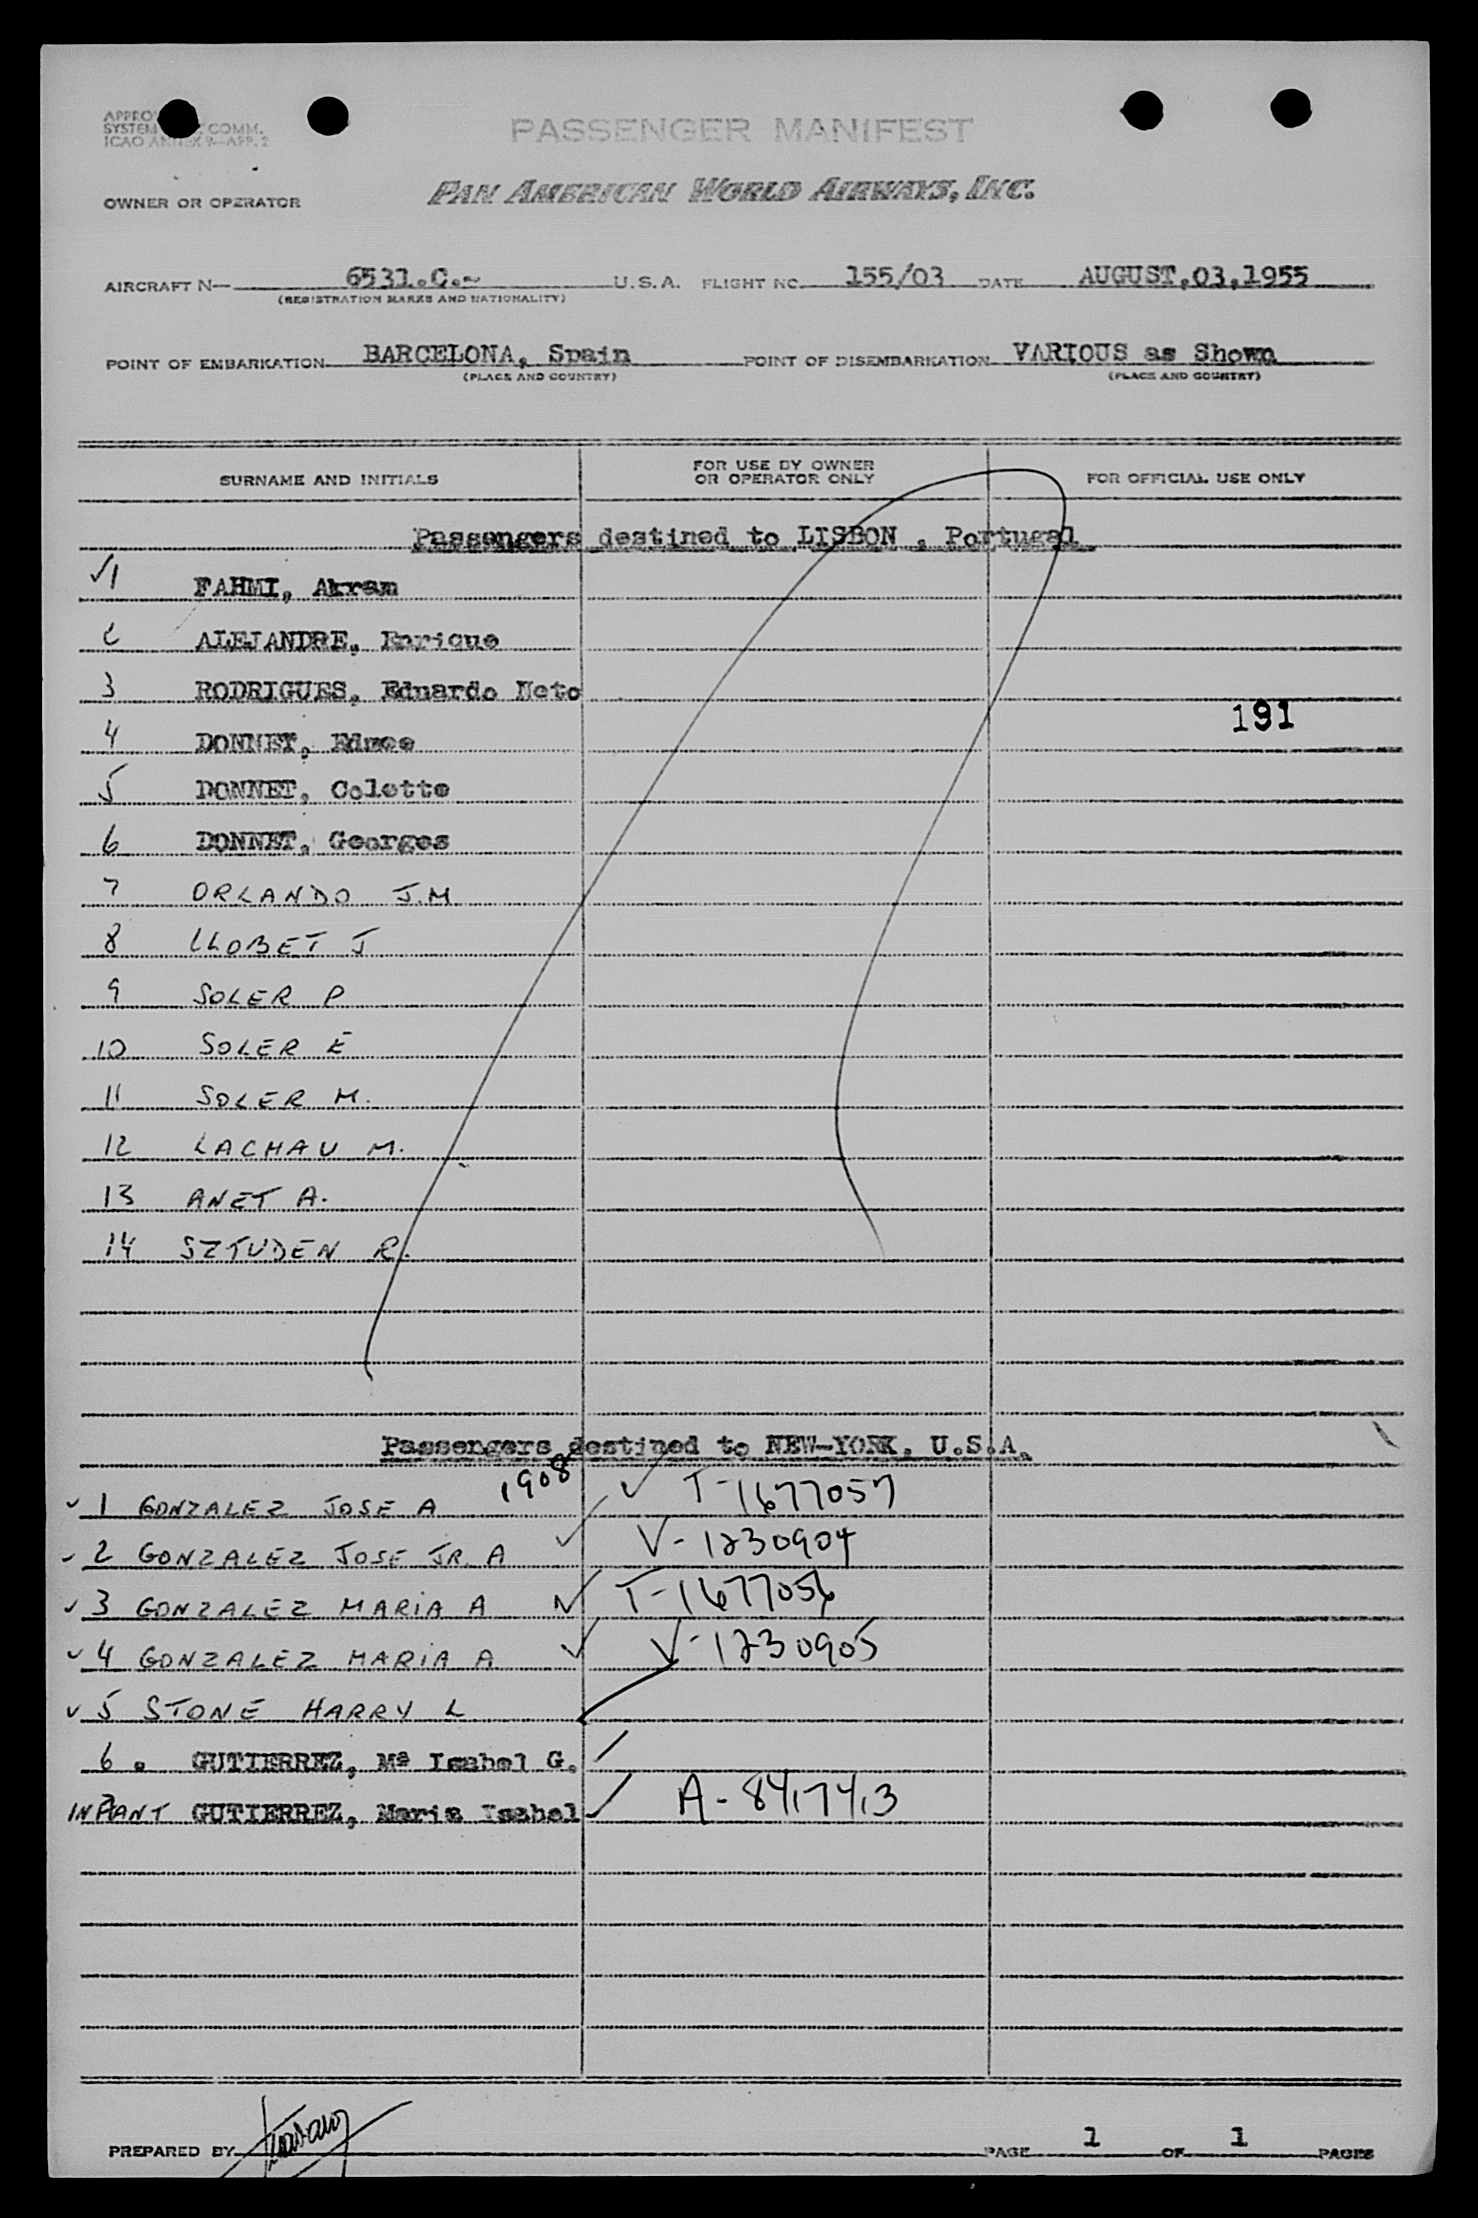 PASSENGER MANIFEST
ICAO ANNEX 9—APP. 2
OWNER OR OPERATOR PAN AMERICAN WORLD AIRWAYS, INC.
AIRCRAFT N— 6531.C.- U.S.A. FLIGHT NO. 155/03 DATE AUGUST,03,1955
(REGISTRATION MARKS AND NATIONALITY)
POINT OF EMBARKATION BARCELONA, Spain POINT OF DISEMBARKATION VARIOUS as Shown
(PLACE AND COUNTRY) (PLACE AND COUNTRY)
SURNAME AND INITIALS FOR USE BY OWNER OR OPERATOR ONLY FOR OFFICIAL USE ONLY
Passengers destined to LISBON , Portugal
✓1 FAHMI, Akram
2 ALEJANDRE, Enrique
3 RODRIGUES, Eduardo Neto
191
4 DONNET, Edmee
5 DONNET, Colette
6 DONNET, Georges
7 ORLANDO J.M
8 LLOBET J
9 SOLER P
10 SOLER E
11 SOLER M.
12 LACHAU M.
13 ANET A.
14 SZTUDEN R.
Passengers destined to NEW-YORK, U.S.A.
✓ 1 GONZALEZ JOSE A 1908 ✓ T-1677057
✓ 2 GONZALEZ JOSE JR. A ✓ V-1230904
✓ 3 GONZALEZ MARIA A ✓ T-1677056
✓ 4 GONZALEZ MARIA A ✓ V-1230905
✓ 5 STONE HARRY L
6. GUTIERREZ, Mª Isabel G.
INFANT GUTIERREZ, Maria Isabel A-8417413
PREPARED BY PAGE 1 OF 1 PAGES